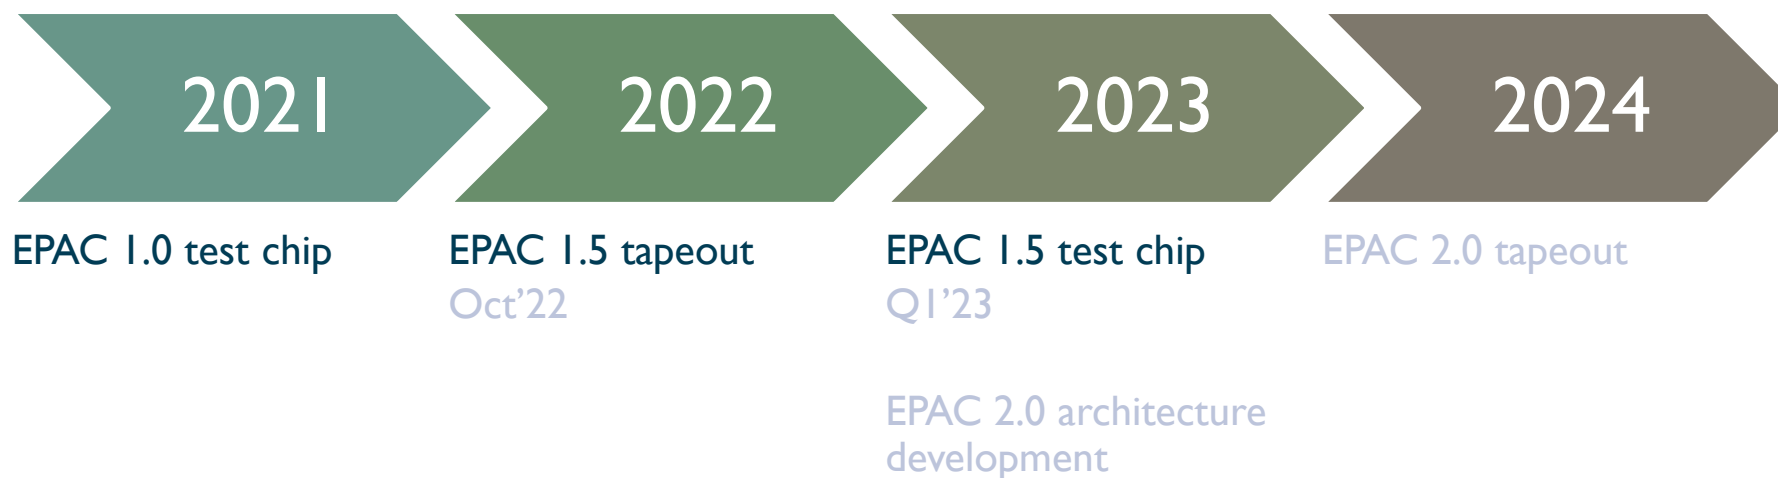 2021
2022
2023
2024
EPAC 1.0 test chip
EPAC 1.5 tapeout
Oct’22
EPAC 1.5 test chip
Q1’23
EPAC 2.0 architecture
development
EPAC 2.0 tapeout